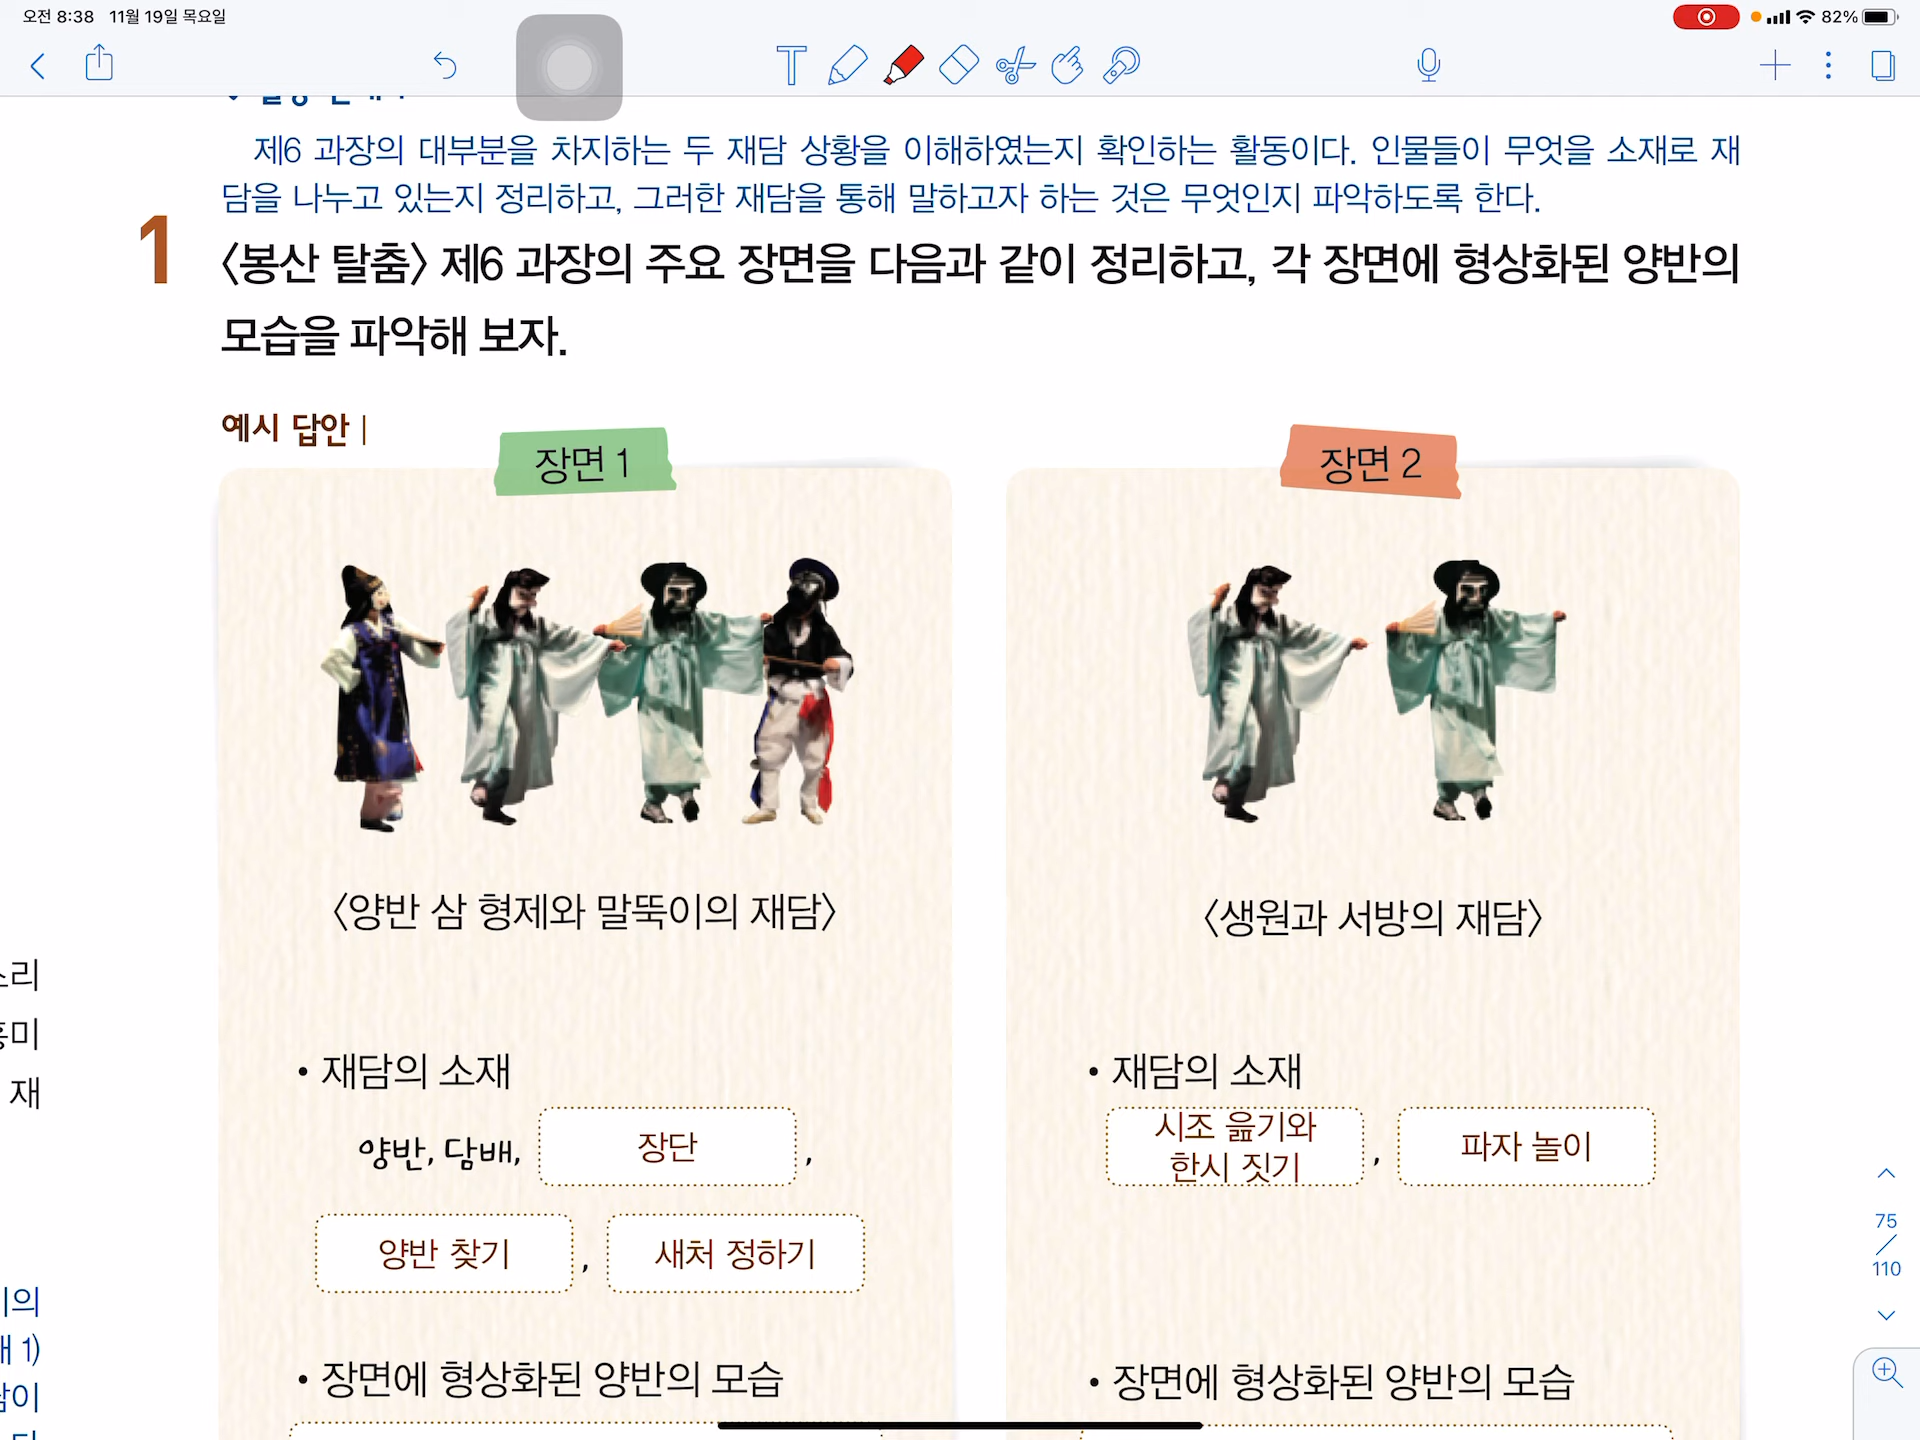 오전 8:38 11월 19일 목요일
82%
제6 과장의 대부분을 차지하는 두 재담 상황을 이해하였는지 확인하는 활동이다. 인물들이 무엇을 소재로 재
담을 나누고 있는지 정리하고, 그러한 재담을 통해 말하고자 하는 것은 무엇인지 파악하도록 한다.
1 〈봉산 탈춤〉 제6 과장의 주요 장면을 다음과 같이 정리하고, 각 장면에 형상화된 양반의
모습을 파악해 보자.
예시 답안 |
장면 1
〈양반 삼 형제와 말뚝이의 재담〉
• 재담의 소재
양반, 담배, 장단 ,
양반 찾기 , 새처 정하기
• 장면에 형상화된 양반의 모습
장면 2
〈생원과 서방의 재담〉
• 재담의 소재
시조 읊기와
한시 짓기 , 파자 놀이
• 장면에 형상화된 양반의 모습
재
1)
75
/
110